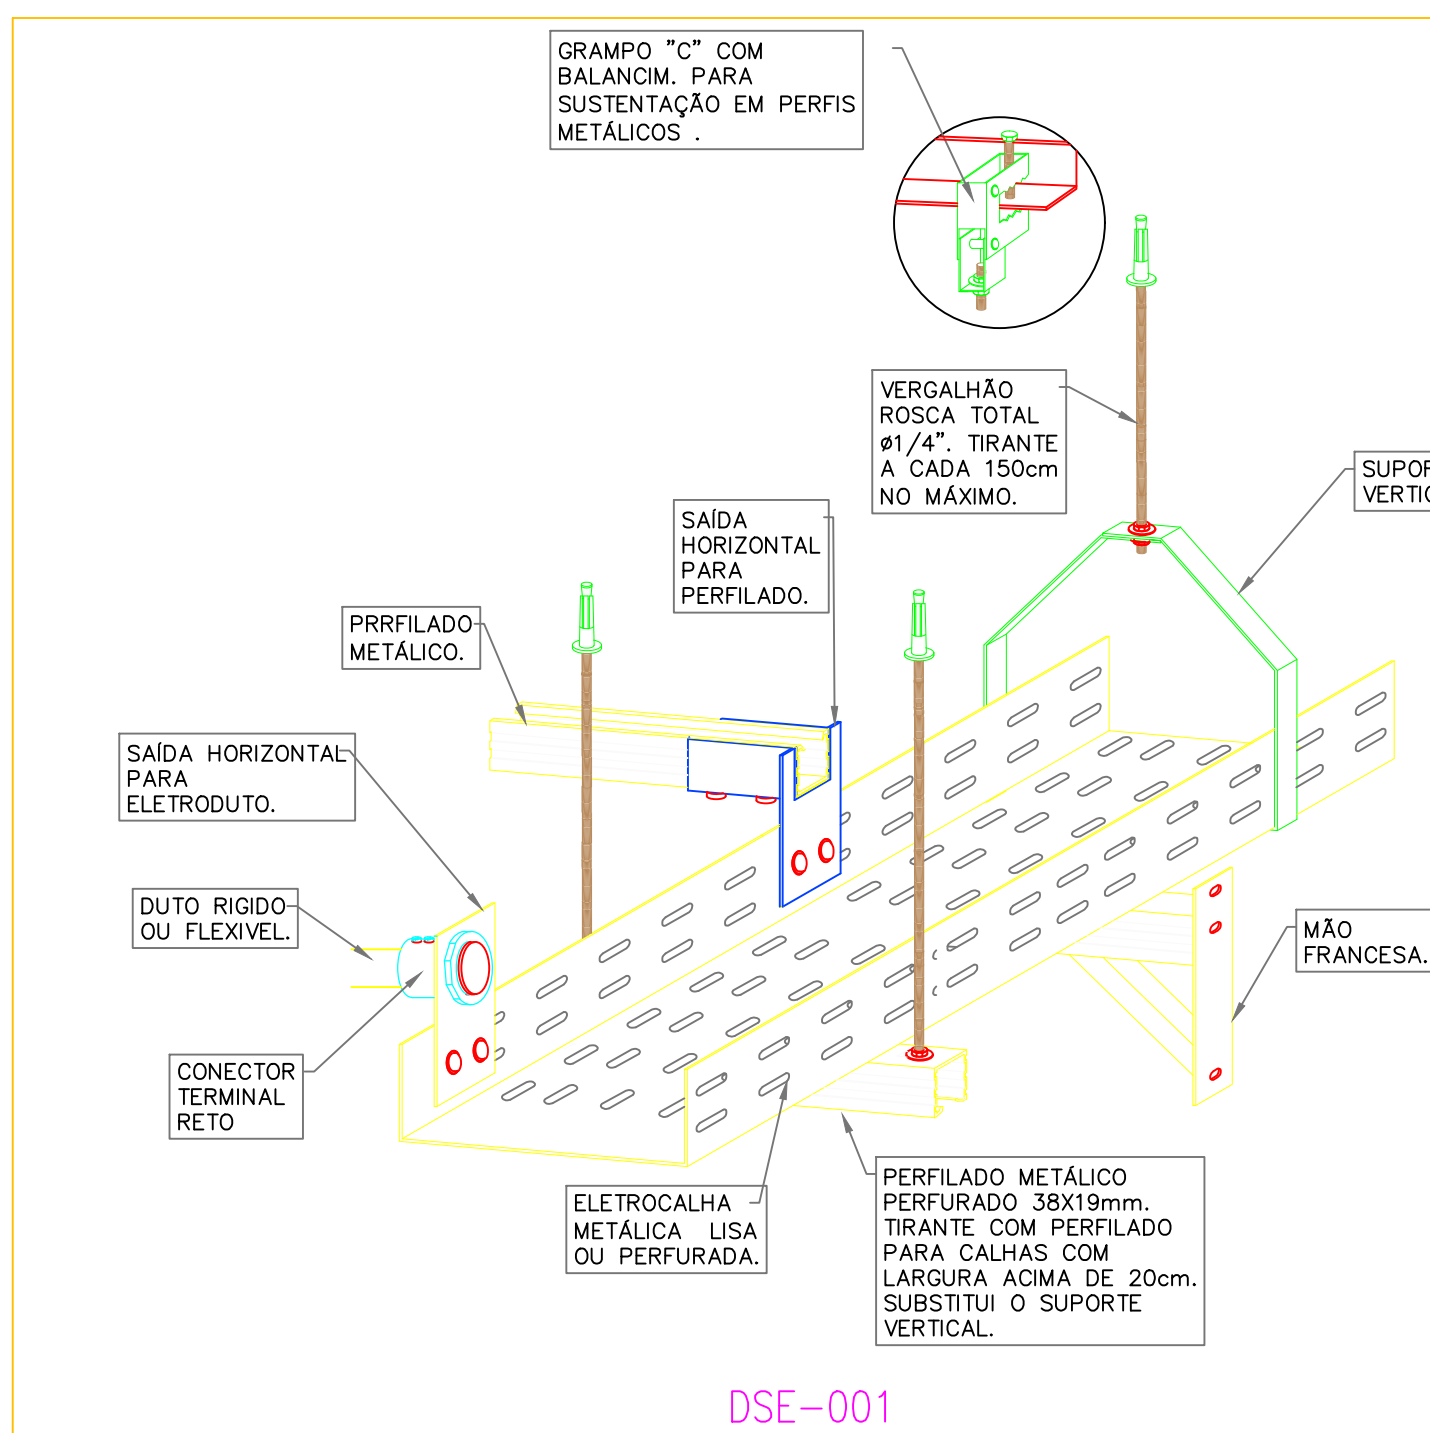 GRAMPO "C" COM
BALANCIM. PARA
SUSTENTAÇÃO EM PERFIS
METÁLICOS .
VERGALHÃO
ROSCA TOTAL
ø1/4". TIRANTE
A CADA 150cm
NO MÁXIMO.
SAÍDA
HORIZONTAL
PARA
PERFILADO.
PRRFILADO
METÁLICO.
SAÍDA HORIZONTAL
PARA
ELETRODUTO.
DUTO RIGIDO
OU FLEXIVEL.
MÃO
FRANCESA.
CONECTOR
TERMINAL
RETO
ELETROCALHA
METÁLICA LISA
OU PERFURADA.
PERFILADO METÁLICO
PERFURADO 38X19mm.
TIRANTE COM PERFILADO
PARA CALHAS COM
LARGURA ACIMA DE 20cm.
SUBSTITUI O SUPORTE
VERTICAL.
DSE-001